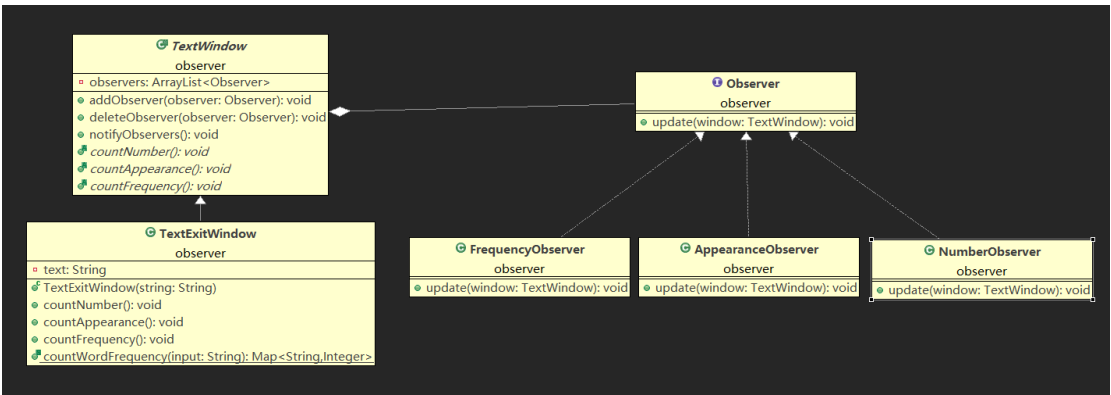 TextWindow
observer
observers: ArrayList<Observer>
addObserver(observer: Observer): void
deleteObserver(observer: Observer): void
notifyObservers(): void
countNumber(): void
countAppearance(): void
countFrequency(): void
TextExitWindow
observer
text: String
TextExitWindow(string: String)
countNumber(): void
countAppearance(): void
countFrequency(): void
countWordFrequency(input: String): Map<String,Integer>
Observer
observer
update(window: TextWindow): void
FrequencyObserver
observer
update(window: TextWindow): void
AppearanceObserver
observer
update(window: TextWindow): void
NumberObserver
observer
update(window: TextWindow): void